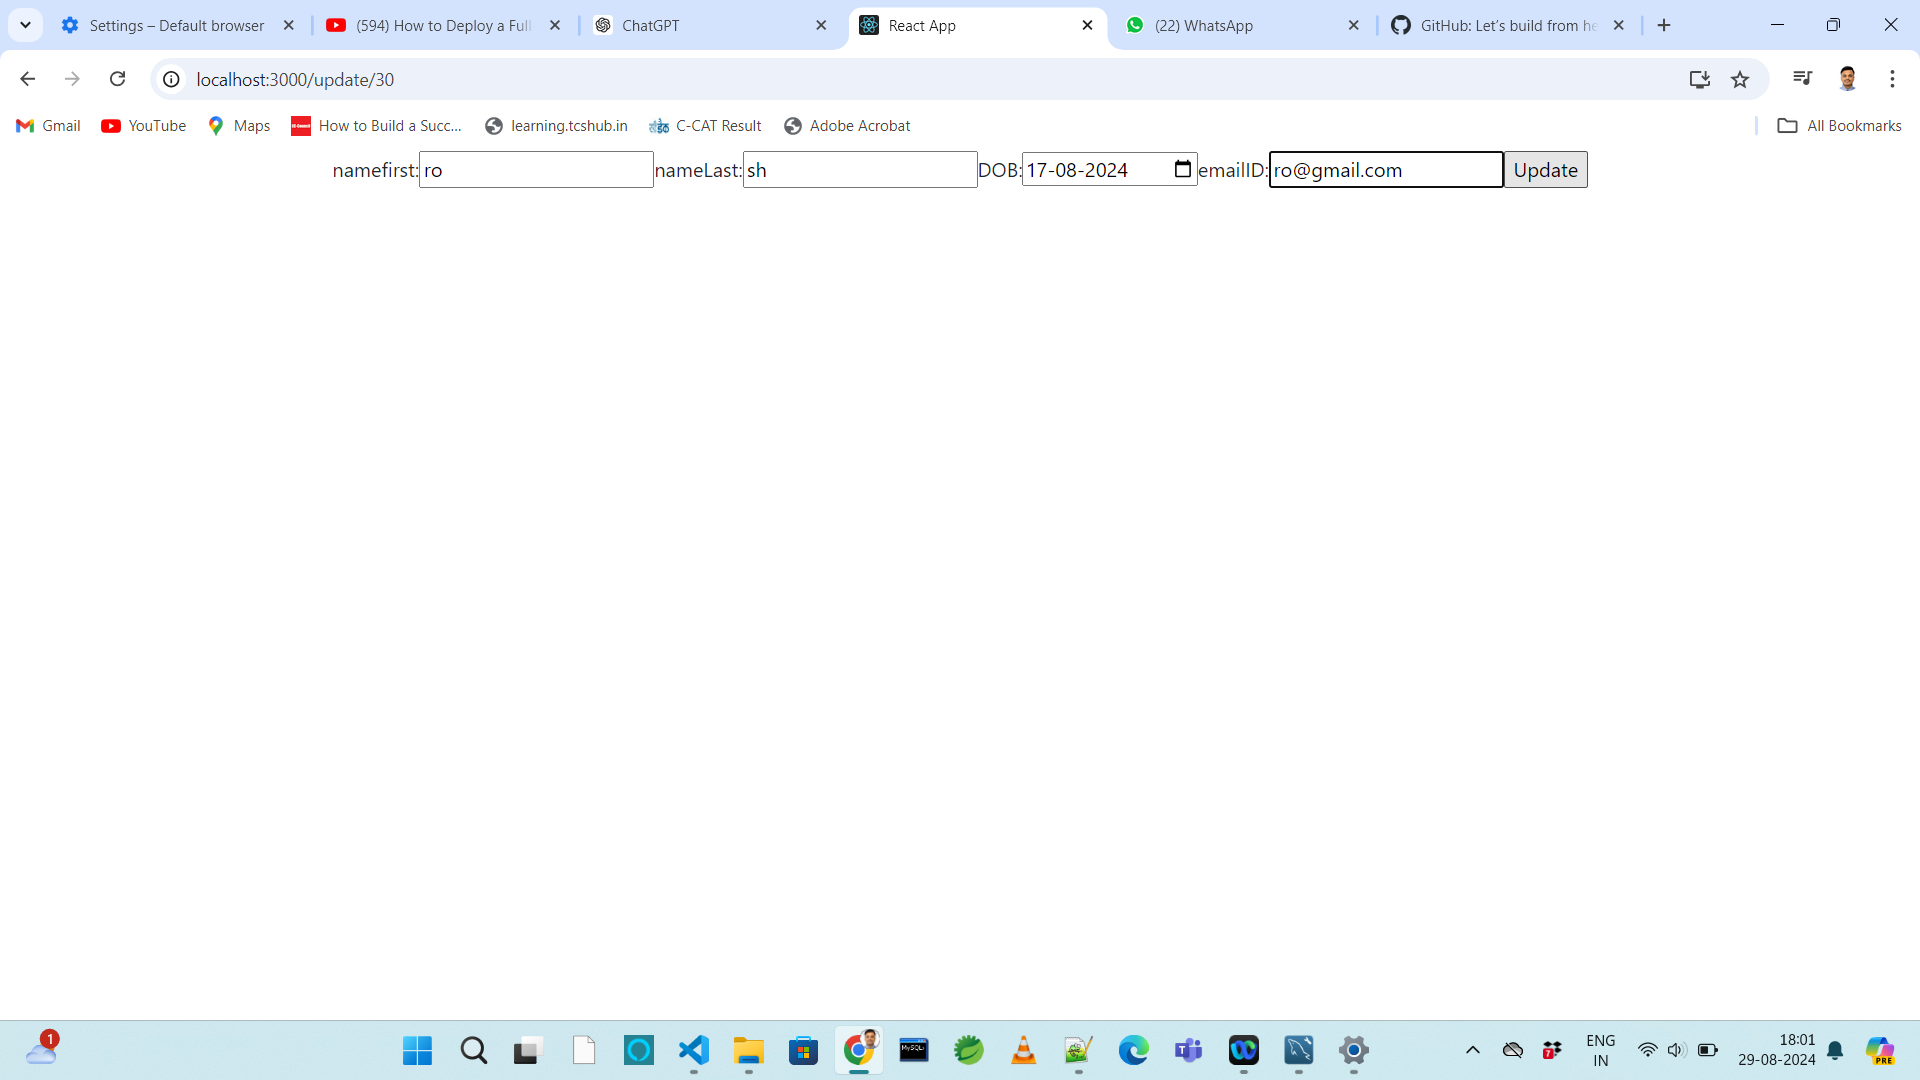 Settings – Default browser
(594) How to Deploy a Full
ChatGPT
React App
(22) WhatsApp
GitHub: Let's build from he
localhost:3000/update/30
Gmail
YouTube
Maps
How to Build a Succ...
learning.tcshub.in
C-CAT Result
Adobe Acrobat
All Bookmarks
namefirst: ro nameLast: sh DOB: 17-08-2024 emailID: ro@gmail.com Update
1
MySQL
7
ENG
IN
18:01
29-08-2024
PRE